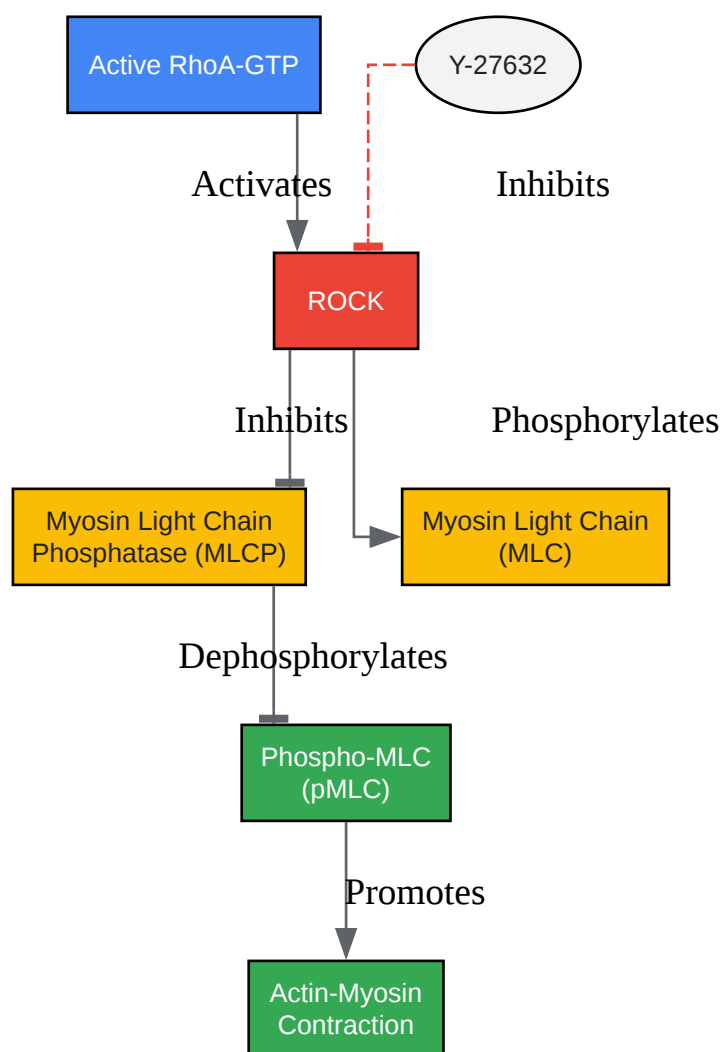 Active RhoA-GTP
Y-27632
Activates
Inhibits
ROCK
Inhibits
Phosphorylates
Myosin Light Chain
Phosphatase (MLCP)
Myosin Light Chain
(MLC)
Dephosphorylates
Phospho-MLC
(pMLC)
Promotes
Actin-Myosin
Contraction